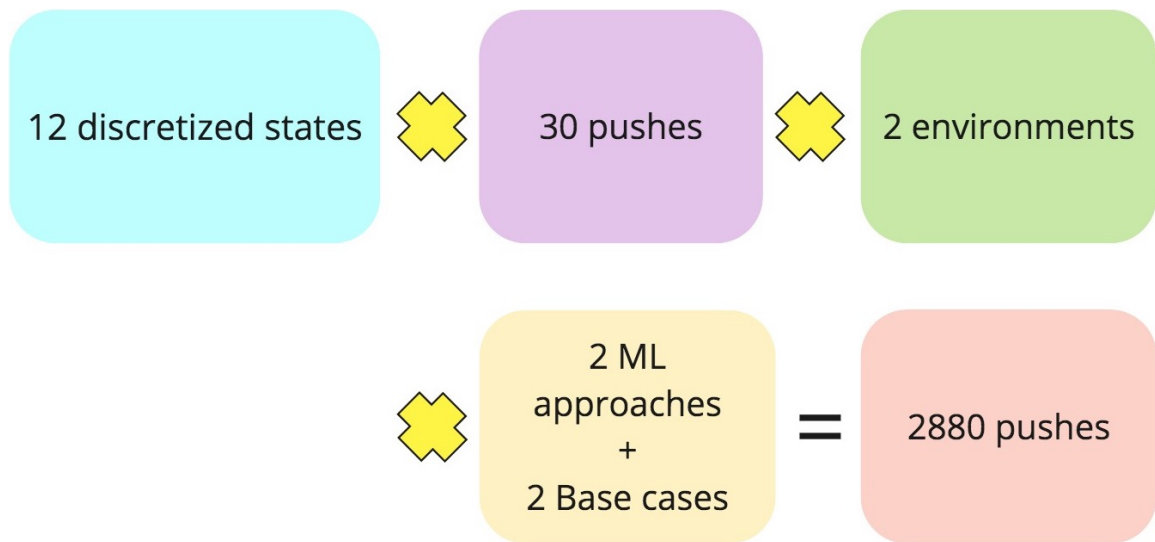 12 discretized states
30 pushes
2 environments
2 ML
approaches
+
2 Base cases
=
2880 pushes